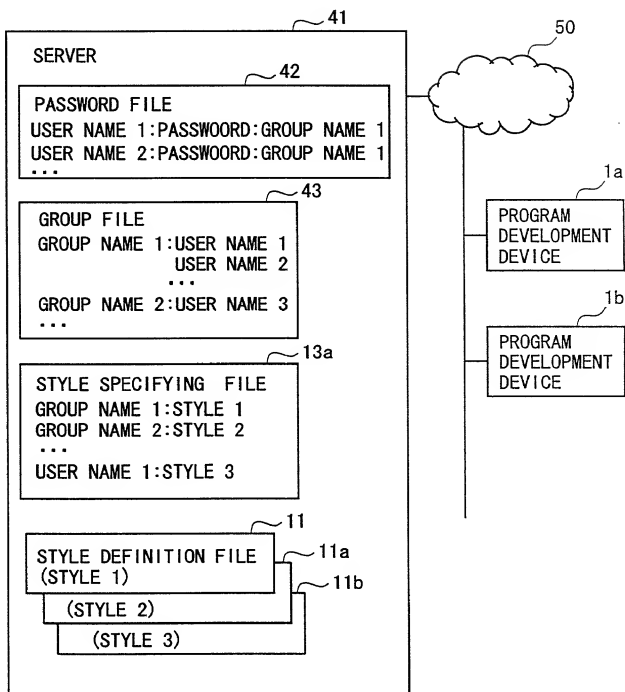 41
SERVER
42
PASSWORD FILE
USER NAME 1:PASSWOORD:GROUP NAME 1
USER NAME 2:PASSWOORD:GROUP NAME 1
...
43
GROUP FILE
GROUP NAME 1:USER NAME 1
USER NAME 2
...
GROUP NAME 2:USER NAME 3
...
13a
STYLE SPECIFYING FILE
GROUP NAME 1:STYLE 1
GROUP NAME 2:STYLE 2
...
USER NAME 1:STYLE 3
11
STYLE DEFINITION FILE
(STYLE 1)
11a
(STYLE 2)
11b
(STYLE 3)
50
1a
PROGRAM
DEVELOPMENT
DEVICE
1b
PROGRAM
DEVELOPMENT
DEVICE